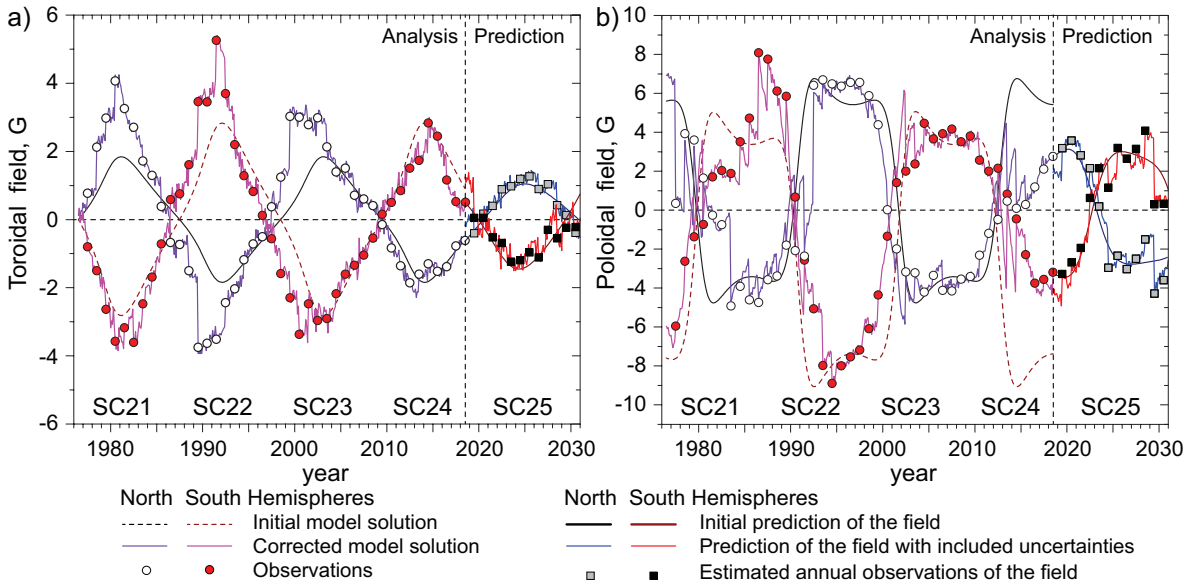 a)
Analysis
Prediction
Toroidal field, G
6
4
2
0
-2
-4
-6
SC21
SC22
SC23
SC24
SC25
1980
1990
2000
2010
2020
2030
year
b)
Analysis
Prediction
Poloidal field, G
10
8
6
4
2
0
-2
-4
-6
-8
-10
SC21
SC22
SC23
SC24
SC25
1980
1990
2000
2010
2020
2030
year
North South Hemispheres
Initial model solution
Corrected model solution
Observations
North South Hemispheres
Initial prediction of the field
Prediction of the field with included uncertainties
Estimated annual observations of the field